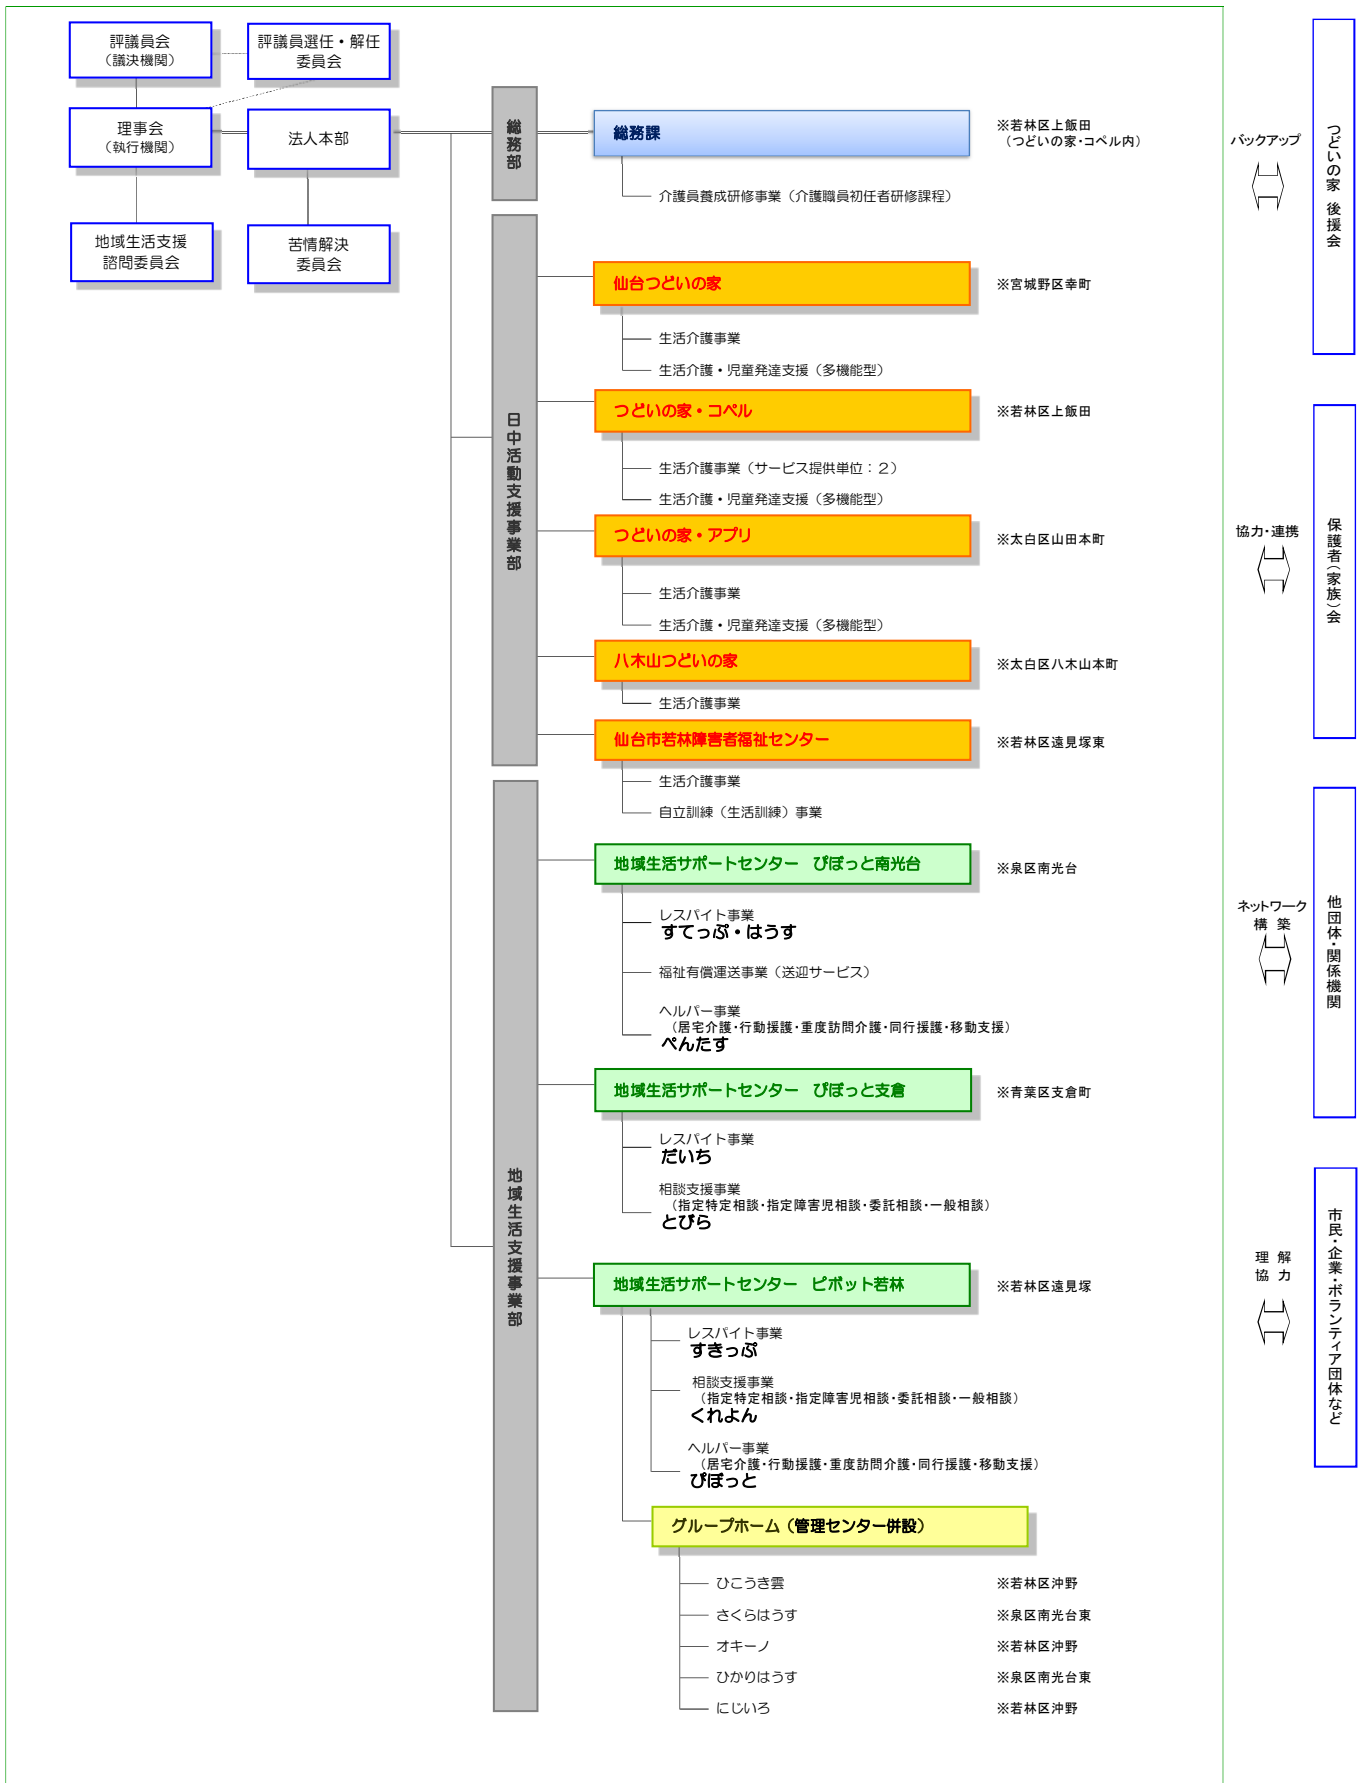 評議員会
（議決機関）
評議員選任・解任
委員会
理事会
（執行機関）
法人本部
地域生活支援
諮問委員会
苦情解決
委員会
総務部
総務課
※若林区上飯田
（つどいの家・コペル内）
介護員養成研修事業（介護職員初任者研修課程）
日中活動支援事業部
仙台つどいの家
※宮城野区幸町
生活介護事業
生活介護・児童発達支援（多機能型）
つどいの家・コペル
※若林区上飯田
生活介護事業（サービス提供単位：２）
生活介護・児童発達支援（多機能型）
つどいの家・アプリ
※太白区山田本町
生活介護事業
生活介護・児童発達支援（多機能型）
八木山つどいの家
※太白区八木山本町
生活介護事業
仙台市若林障害者福祉センター
※若林区遠見塚東
生活介護事業
自立訓練（生活訓練）事業
地域生活支援事業部
地域生活サポートセンター　ぴぼっと南光台
※泉区南光台
レスパイト事業
すてっぷ・はうす
福祉有償運送事業（送迎サービス）
ヘルパー事業
（居宅介護・行動援護・重度訪問介護・同行援護・移動支援）
ぺんたす
地域生活サポートセンター　ぴぼっと支倉
※青葉区支倉町
レスパイト事業
だいち
相談支援事業
（指定特定相談・指定障害児相談・委託相談・一般相談）
とびら
地域生活サポートセンター　ピボット若林
※若林区遠見塚
レスパイト事業
すきっぷ
相談支援事業
（指定特定相談・指定障害児相談・委託相談・一般相談）
くれよん
ヘルパー事業
（居宅介護・行動援護・重度訪問介護・同行援護・移動支援）
ぴぼっと
グループホーム（管理センター併設）
ひこうき雲
※若林区沖野
さくらはうす
※泉区南光台東
オキーノ
※若林区沖野
ひかりはうす
※泉区南光台東
にじいろ
※若林区沖野
バックアップ
つどいの家　後援会
協力・連携
保護者（家族）会
ネットワーク
構 築
他団体・関係機関
理 解
協 力
市民・企業・ボランティア団体など